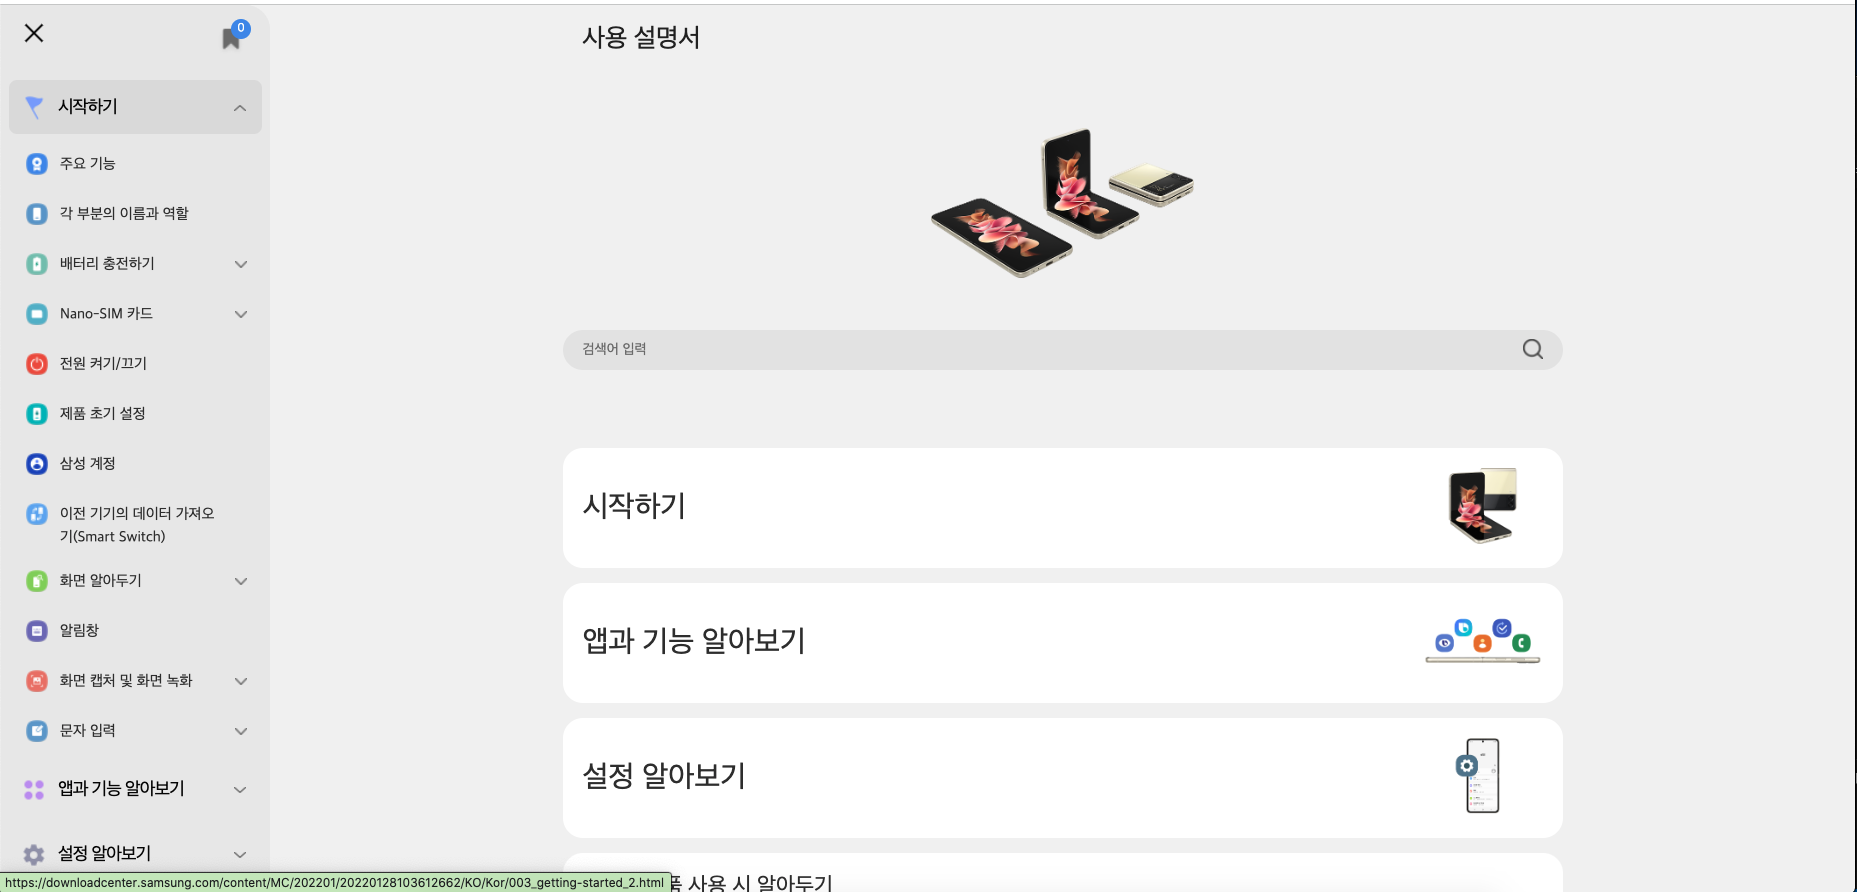 0
시작하기
주요 기능
각 부분의 이름과 역할
배터리 충전하기
Nano-SIM 카드
전원 켜기/끄기
제품 초기 설정
삼성 계정
이전 기기의 데이터 가져오
기(Smart Switch)
화면 알아두기
알림창
화면 캡처 및 화면 녹화
문자 입력
앱과 기능 알아보기
설정 알아보기
https://downloadcenter.samsung.com/content/MC/202201/20220128103612662/KO/Kor/003_getting-started_2.html
사용 설명서
검색어 입력
시작하기
앱과 기능 알아보기
설정 알아보기
사용 시 알아두기